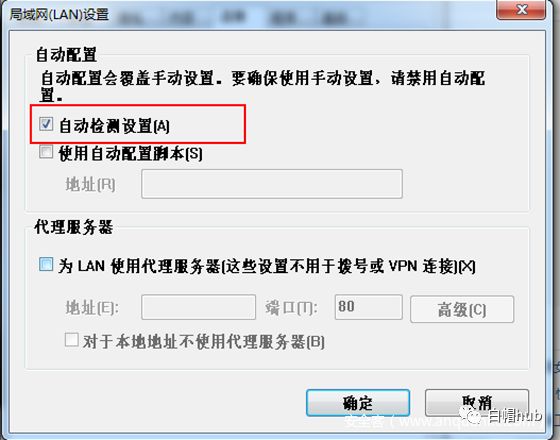 局域网(LAN)设置
自动配置
自动配置会覆盖手动设置。要确保使用手动设置，请禁用自动配
置。
自动检测设置(A)
使用自动配置脚本(S)
地址(R)
代理服务器
为 LAN 使用代理服务器(这些设置不用于拨号或 VPN 连接)(X)
地址(E):
端口(T):
80
高级(C)
对于本地地址不使用代理服务器(B)
确定
取消
白帽hub